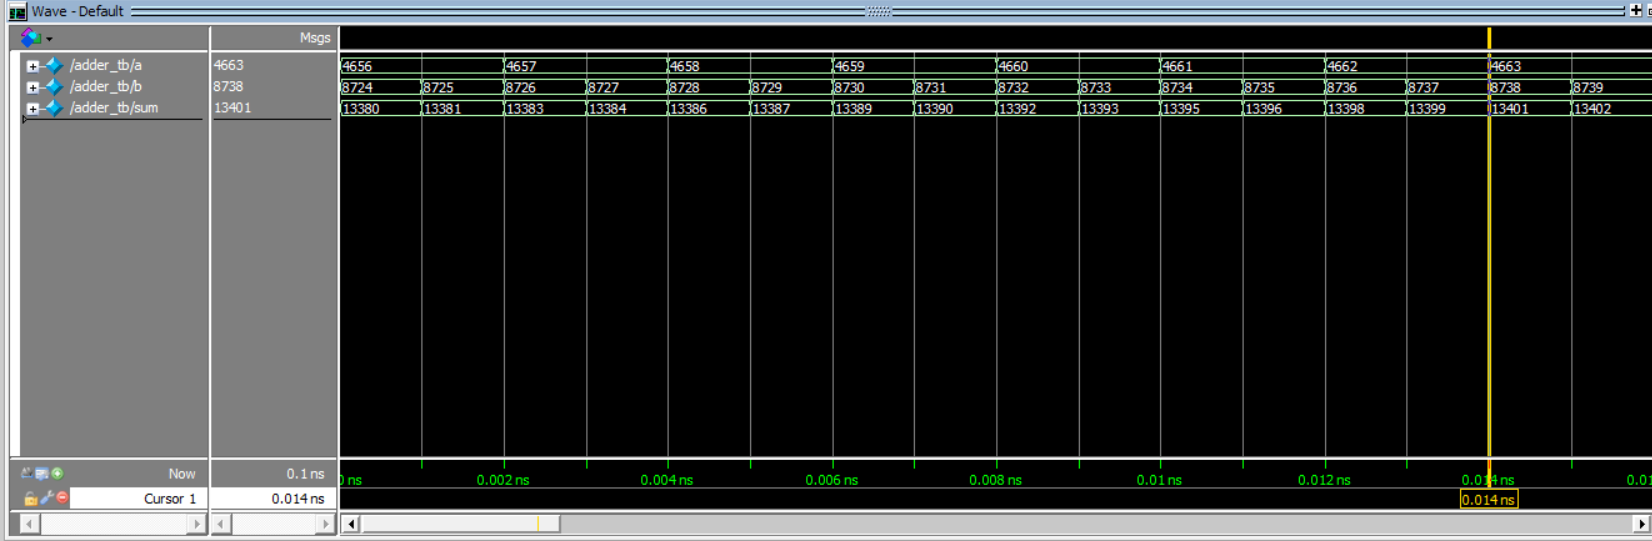 Wave - Default
Msgs
/adder_tb/a 4663 4656 4657 4658 4659 4660 4661 4662 4663
/adder_tb/b 8738 8724 8725 8726 8727 8728 8729 8730 8731 8732 8733 8734 8735 8736 8737 8738 8739
/adder_tb/sum 13401 13380 13381 13383 13384 13386 13387 13389 13390 13392 13393 13395 13396 13398 13399 13401 13402
Now 0.1 ns ns 0.002 ns 0.004 ns 0.006 ns 0.008 ns 0.01 ns 0.012 ns 0.014 ns
Cursor 1 0.014 ns 0.014 ns